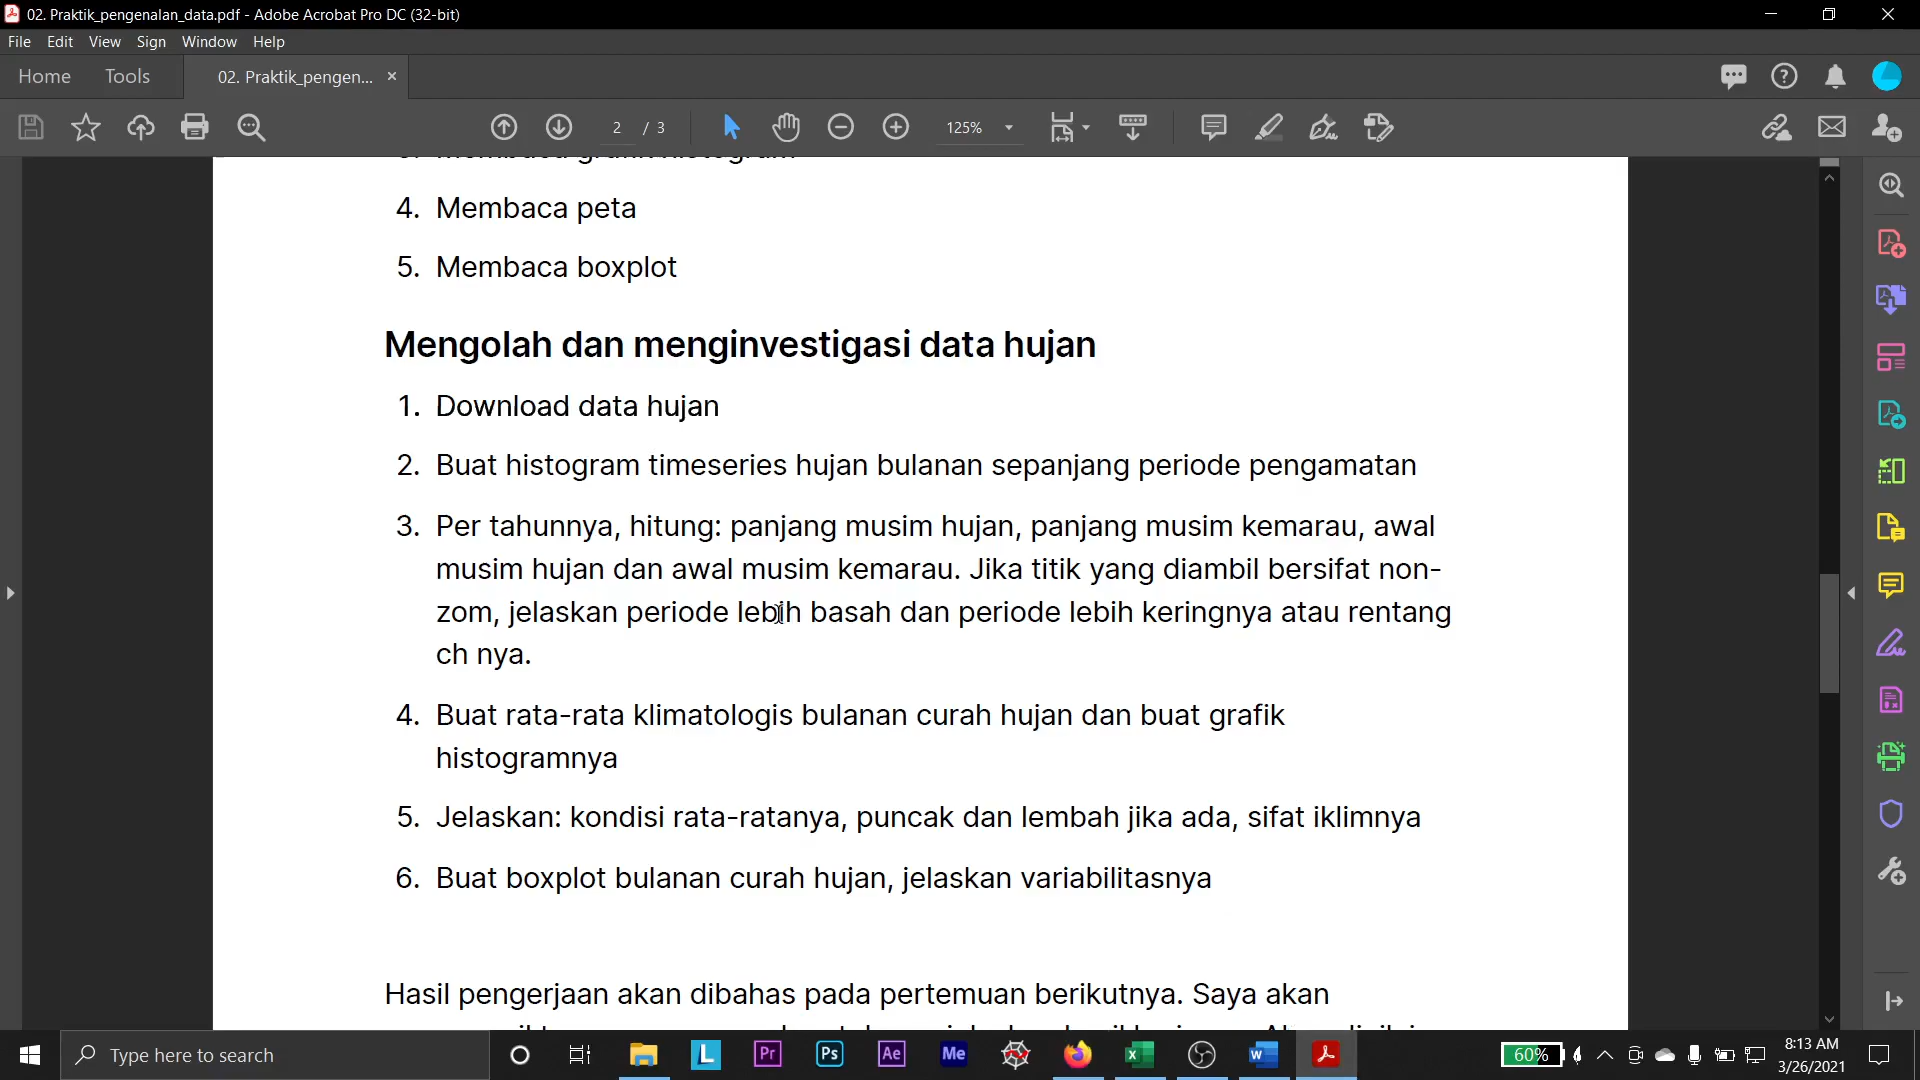 02. Praktik_pengenalan_data.pdf - Adobe Acrobat Pro DC (32-bit)
File Edit View Sign Window Help
Home Tools 02. Praktik_pengen... ×
2 / 3 125%
4. Membaca peta
5. Membaca boxplot
Mengolah dan menginvestigasi data hujan
1. Download data hujan
2. Buat histogram timeseries hujan bulanan sepanjang periode pengamatan
3. Per tahunnya, hitung: panjang musim hujan, panjang musim kemarau, awal
musim hujan dan awal musim kemarau. Jika titik yang diambil bersifat non-
zom, jelaskan periode lebih basah dan periode lebih keringnya atau rentang
ch nya.
4. Buat rata-rata klimatologis bulanan curah hujan dan buat grafik
histogramnya
5. Jelaskan: kondisi rata-ratanya, puncak dan lembah jika ada, sifat iklimnya
6. Buat boxplot bulanan curah hujan, jelaskan variabilitasnya
Hasil pengerjaan akan dibahas pada pertemuan berikutnya. Saya akan
Type here to search
L Pr Ps Ae Me
60%
8:13 AM
3/26/2021